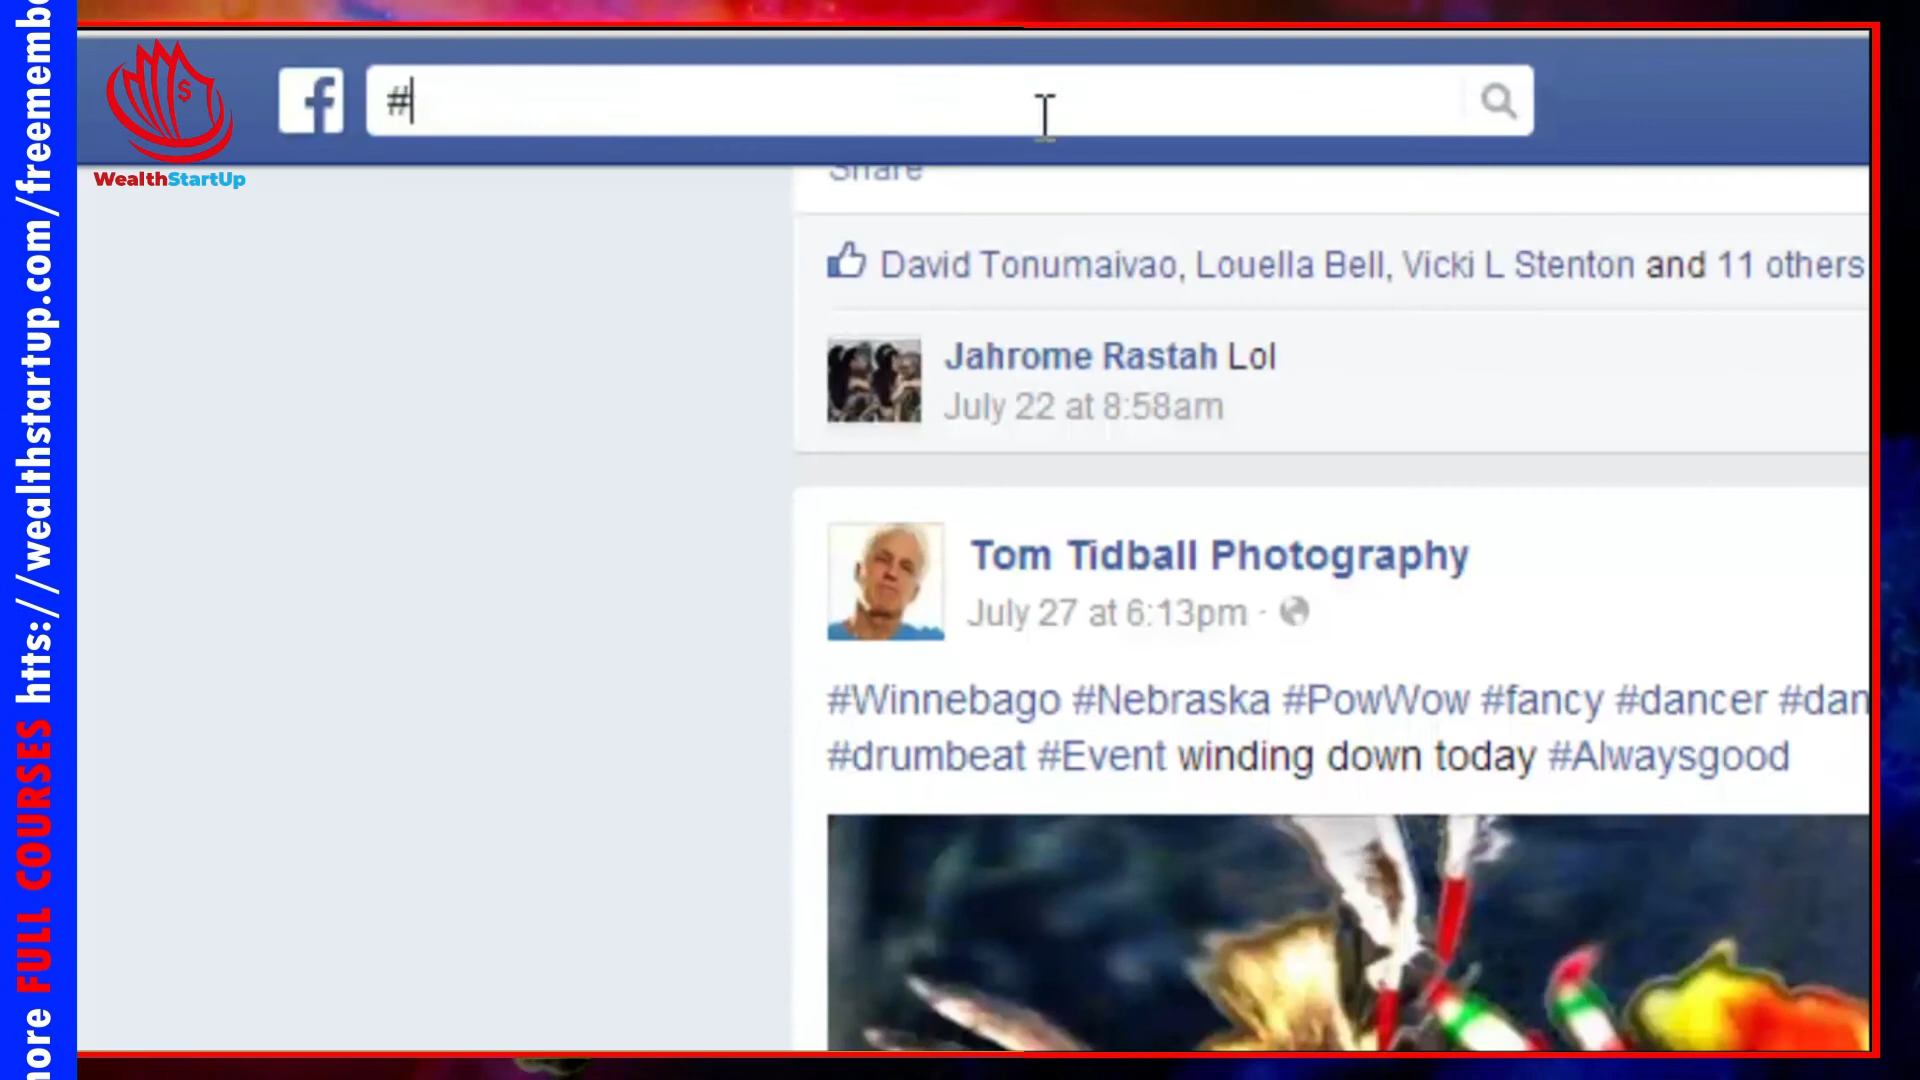 #
WealthStartUp
Share
David Tonumaivao, Louella Bell, Vicki L Stenton and 11 others
Jahrome Rastah Lol
July 22 at 8:58am
Tom Tidball Photography
July 27 at 6:13pm ·
#Winnebago #Nebraska #PowWow #fancy #dancer #dan
#drumbeat #Event winding down today #Alwaysgood
more FULL COURSES htts://wealthstartup.com/freememb